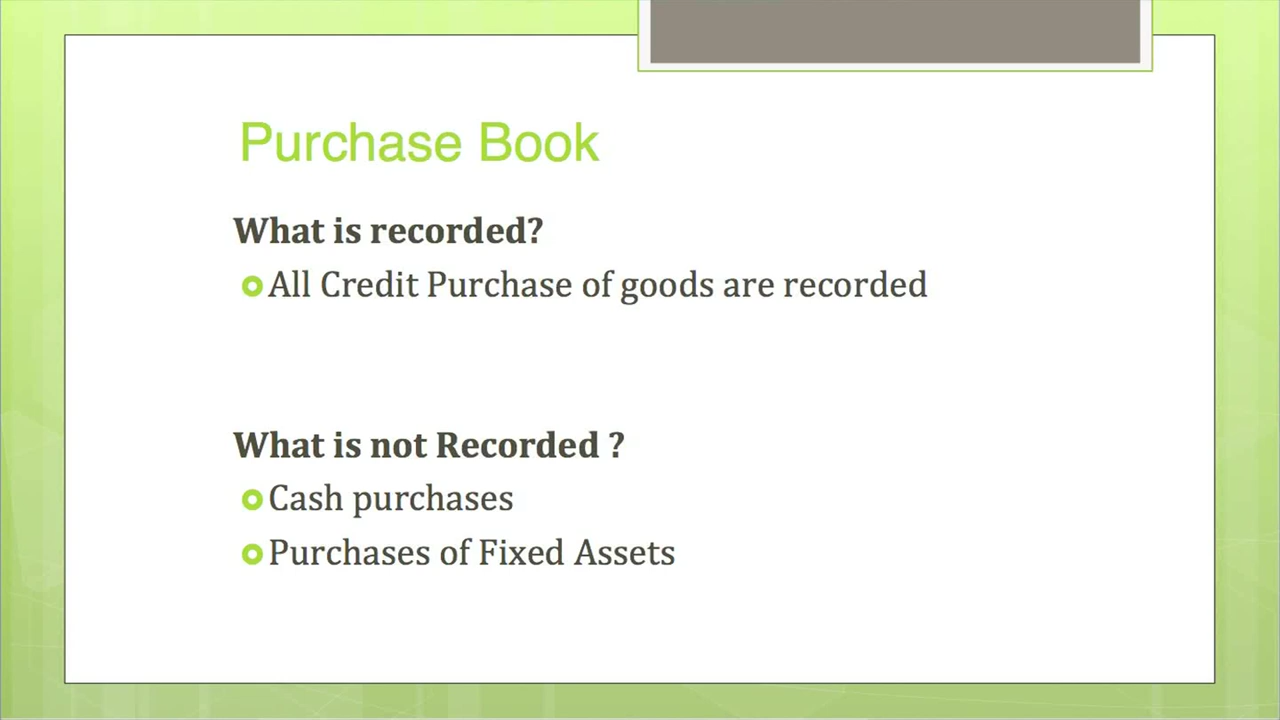 Purchase Book
What is recorded?
All Credit Purchase of goods are recorded
What is not Recorded ?
Cash purchases
Purchases of Fixed Assets